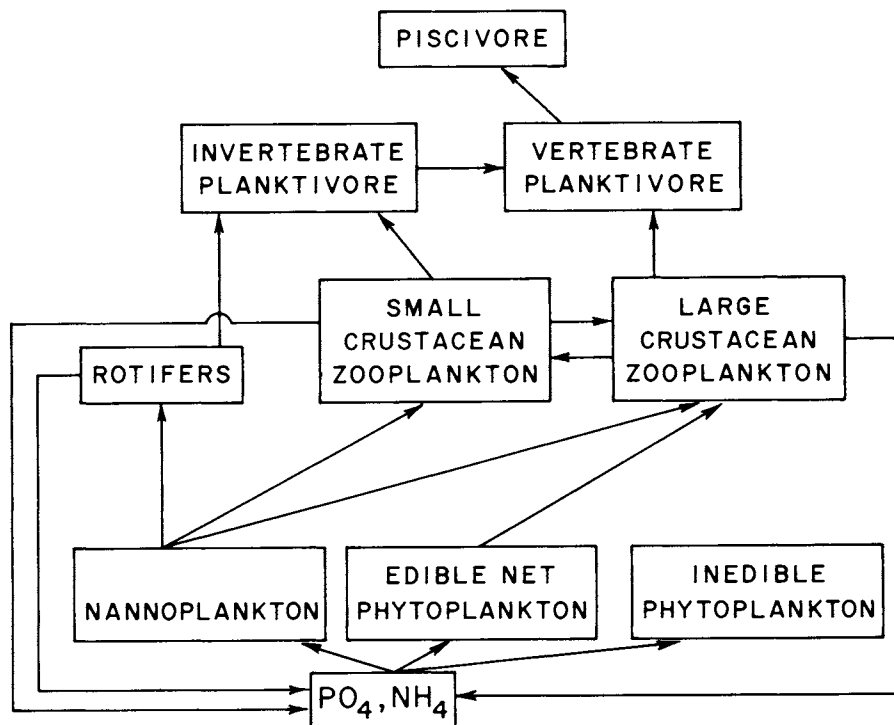 PISCIVORE
INVERTEBRATE
PLANKTIVORE
VERTEBRATE
PLANKTIVORE
SMALL
CRUSTACEAN
ZOOPLANKTON
LARGE
CRUSTACEAN
ZOOPLANKTON
ROTIFERS
NANNOPLANKTON
EDIBLE NET
PHYTOPLANKTON
INEDIBLE
PHYTOPLANKTON
PO₄, NH₄